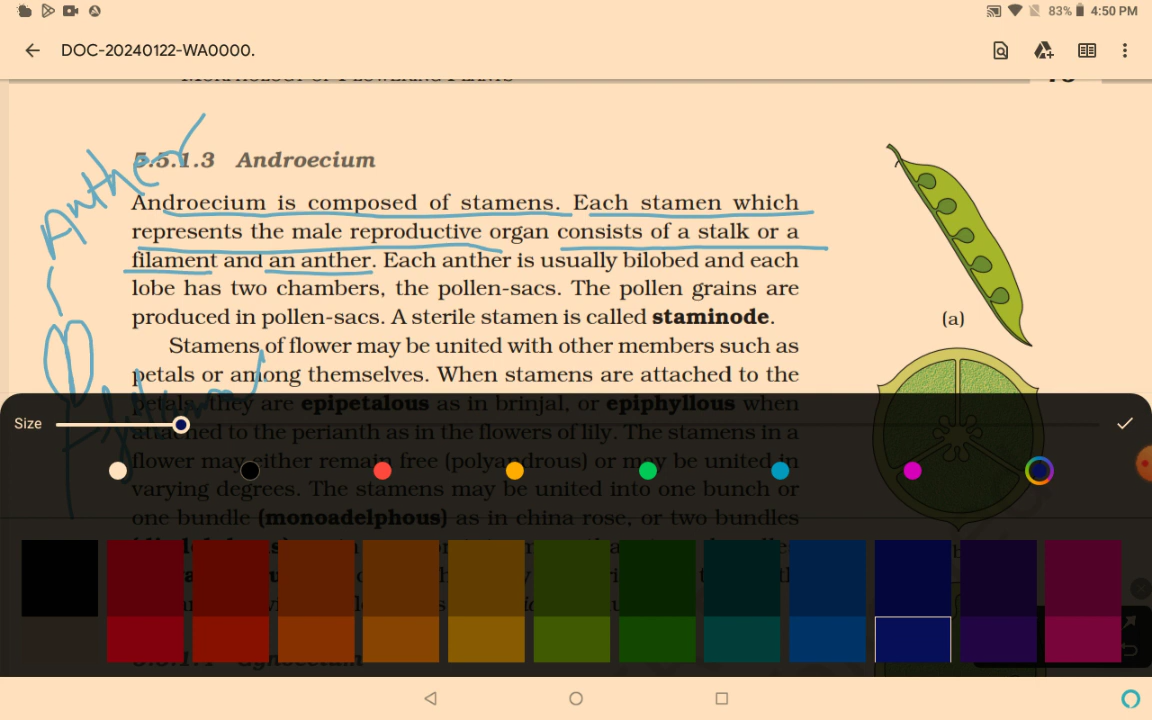 83% 4:50 PM
DOC-20240122-WA0000.
5.5.1.3 Androecium
Androecium is composed of stamens. Each stamen which
represents the male reproductive organ consists of a stalk or a
filament and an anther. Each anther is usually bilobed and each
lobe has two chambers, the pollen-sacs. The pollen grains are
produced in pollen-sacs. A sterile stamen is called staminode.
Stamens of flower may be united with other members such as
petals or among themselves. When stamens are attached to the
petals, they are epipetalous as in brinjal, or epiphyllous when
attached to the perianth as in the flowers of lily. The stamens in a
flower may either remain free (polyandrous) or may be united in
varying degrees. The stamens may be united into one bunch or
one bundle (monoadelphous) as in china rose, or two bundles
Anther
(a)
Size